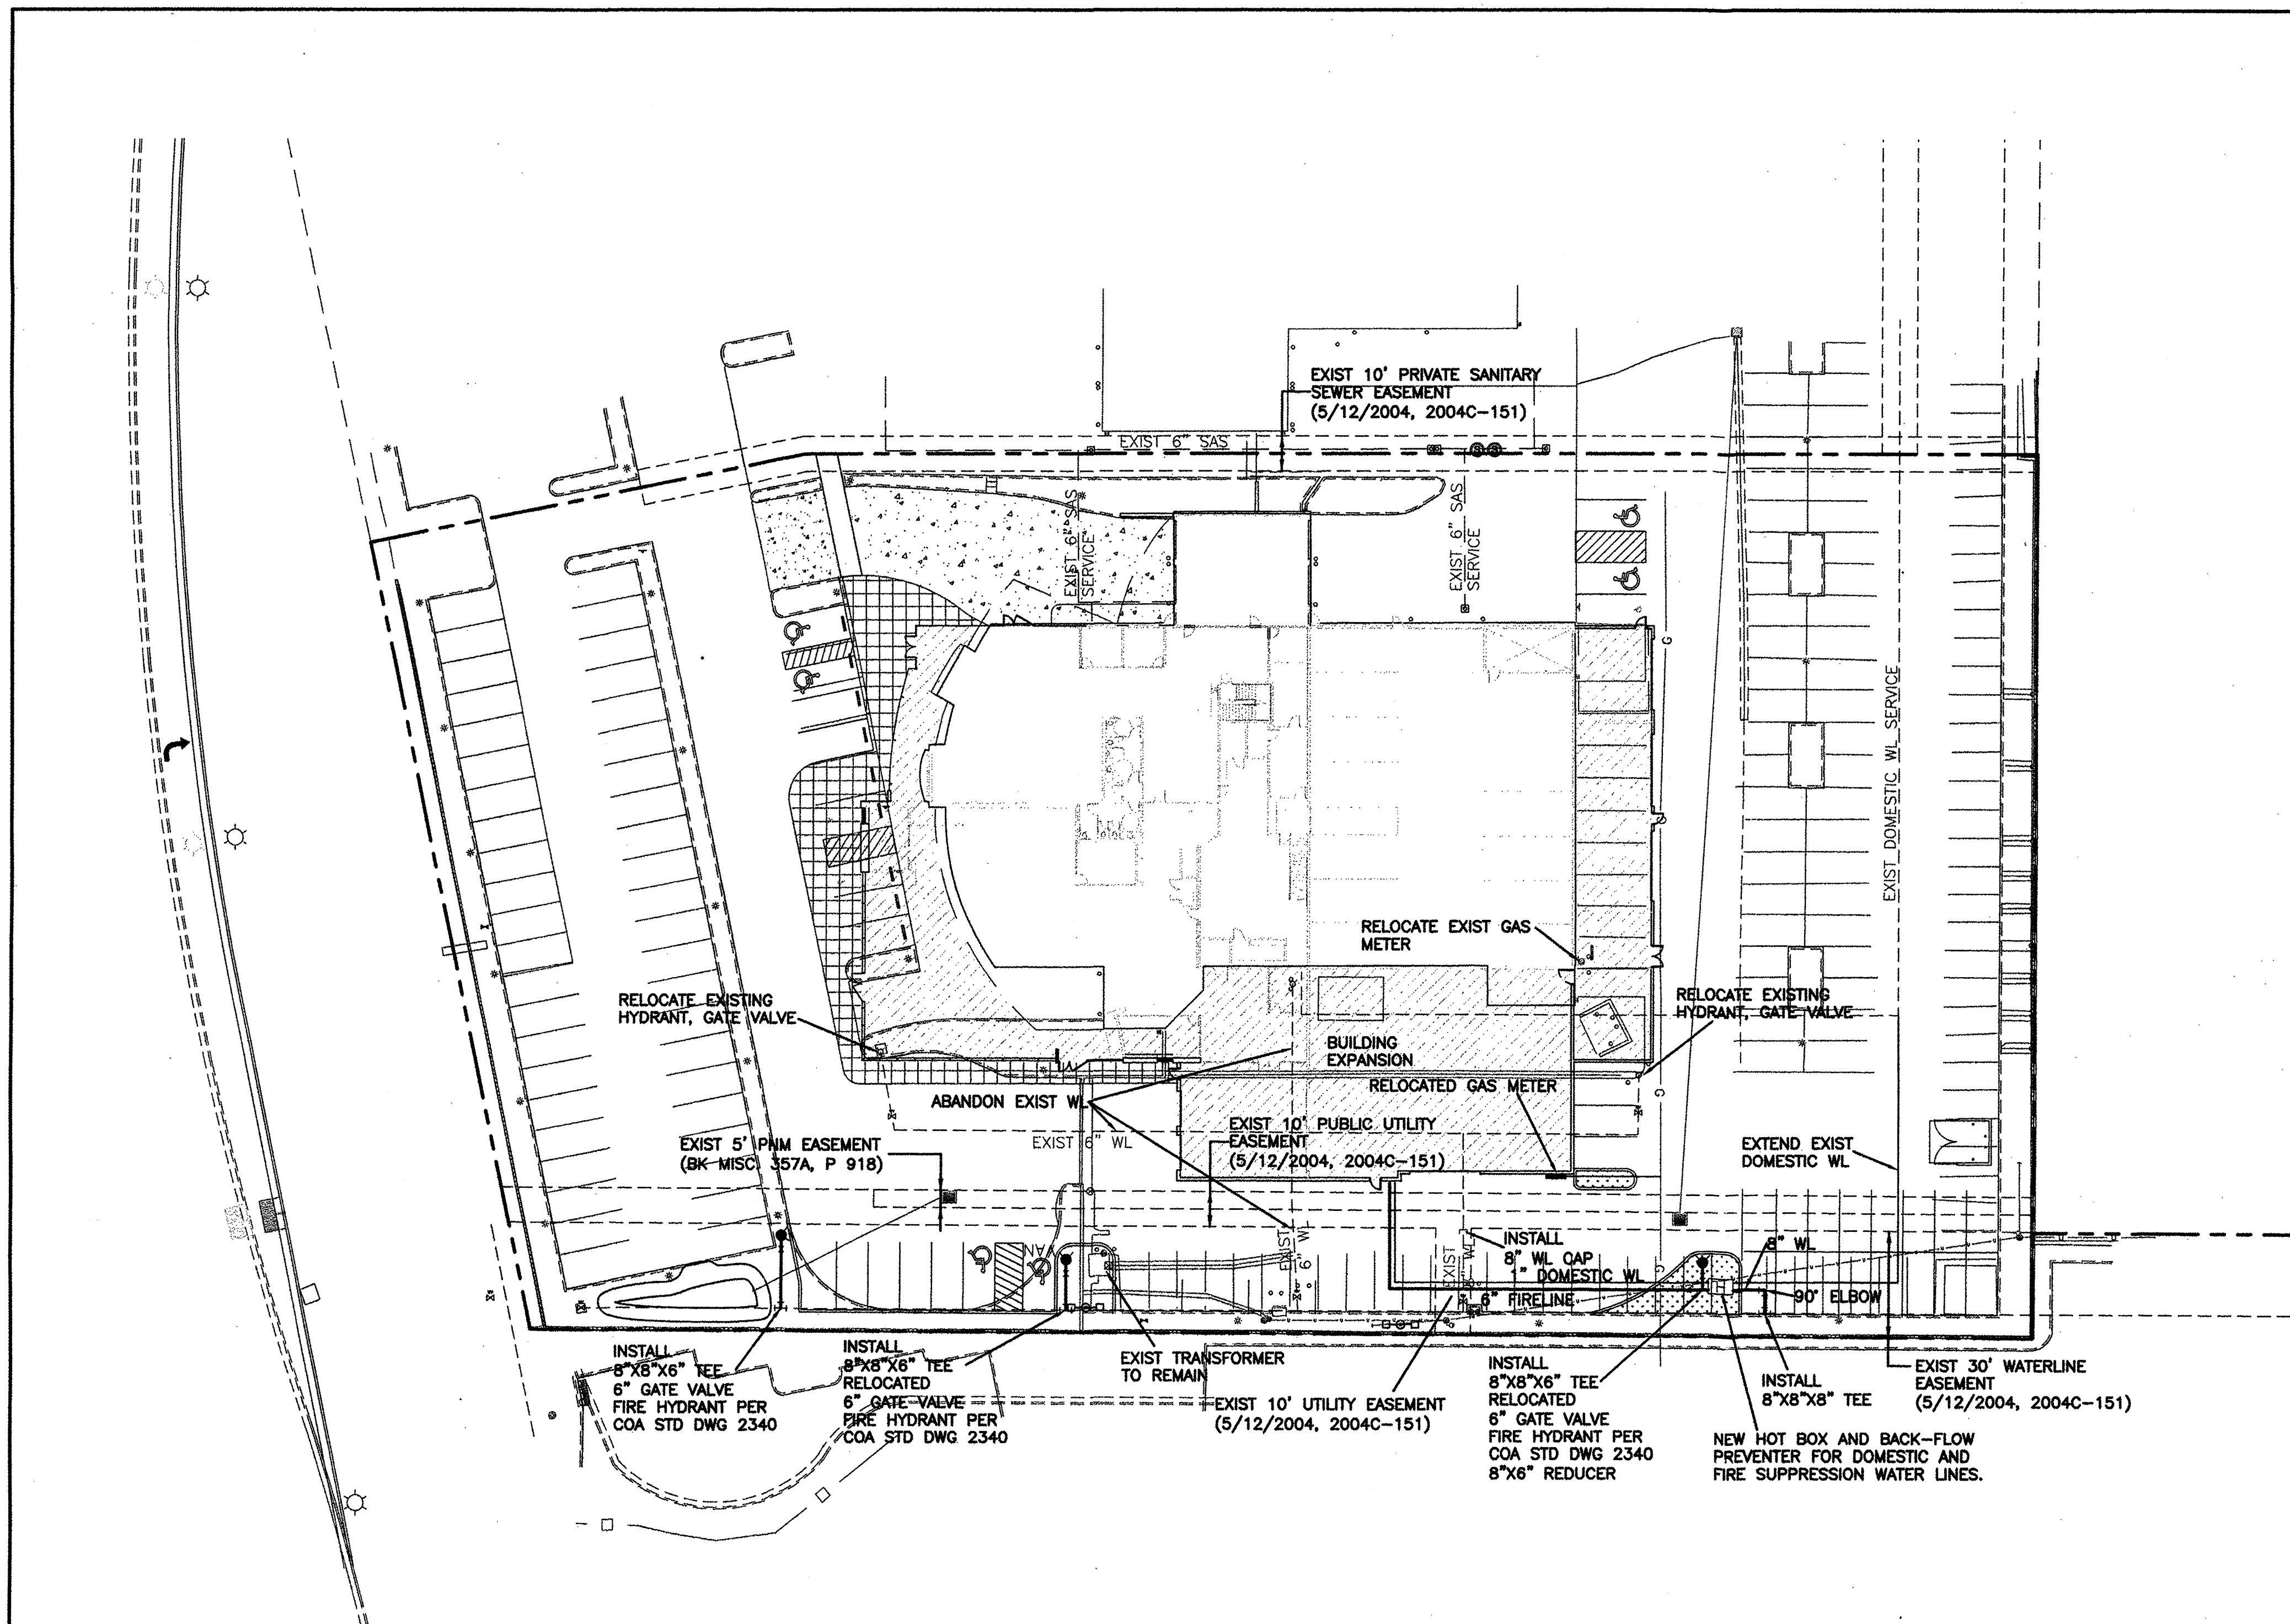 EXIST 10' PRIVATE SANITARY
SEWER EASEMENT
(5/12/2004, 2004C-151)
EXIST 6" SAS
EXIST 6" SAS
SERVICE
EXIST 6" SAS
SERVICE
G
EXIST DOMESTIC WL SERVICE
RELOCATE EXIST GAS
METER
RELOCATE EXISTING
HYDRANT, GATE VALVE
RELOCATE EXISTING
HYDRANT, GATE VALVE
BUILDING
EXPANSION
RELOCATED GAS METER
G
ABANDON EXIST WL
EXIST 6" WL
EXIST 10' PUBLIC UTILITY
EASEMENT
(5/12/2004, 2004C-151)
EXIST 5' PNM EASEMENT
(BK MISC. 357A, P 918)
EXTEND EXIST
DOMESTIC WL
VAN
EXIST
6" WL
EXIST
6" WL
INSTALL
8" WL CAP
1" DOMESTIC WL
6" FIRELINE
G
8" WL
90° ELBOW
INSTALL
8"X8"X6" TEE
6" GATE VALVE
FIRE HYDRANT PER
COA STD DWG 2340
INSTALL
8"X8"X6" TEE
RELOCATED
6" GATE VALVE
FIRE HYDRANT PER
COA STD DWG 2340
EXIST TRANSFORMER
TO REMAIN
EXIST 10' UTILITY EASEMENT
(5/12/2004, 2004C-151)
INSTALL
8"X8"X6" TEE
RELOCATED
6" GATE VALVE
FIRE HYDRANT PER
COA STD DWG 2340
8"X6" REDUCER
INSTALL
8"X8"X8" TEE
EXIST 30' WATERLINE
EASEMENT
(5/12/2004, 2004C-151)
NEW HOT BOX AND BACK-FLOW
PREVENTER FOR DOMESTIC AND
FIRE SUPPRESSION WATER LINES.